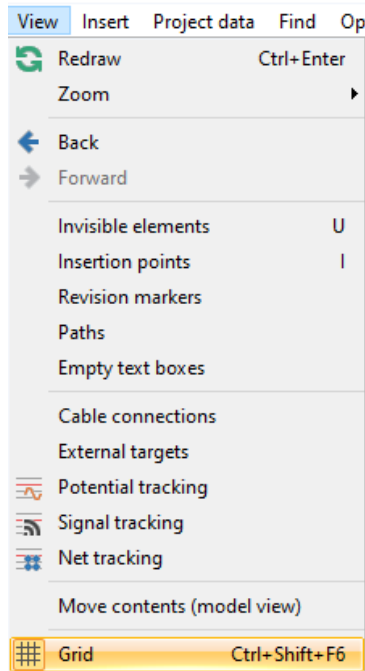 View Insert Project data Find Op
Redraw Ctrl+Enter
Zoom
Back
Forward
Invisible elements U
Insertion points I
Revision markers
Paths
Empty text boxes
Cable connections
External targets
Potential tracking
Signal tracking
Net tracking
Move contents (model view)
Grid Ctrl+Shift+F6